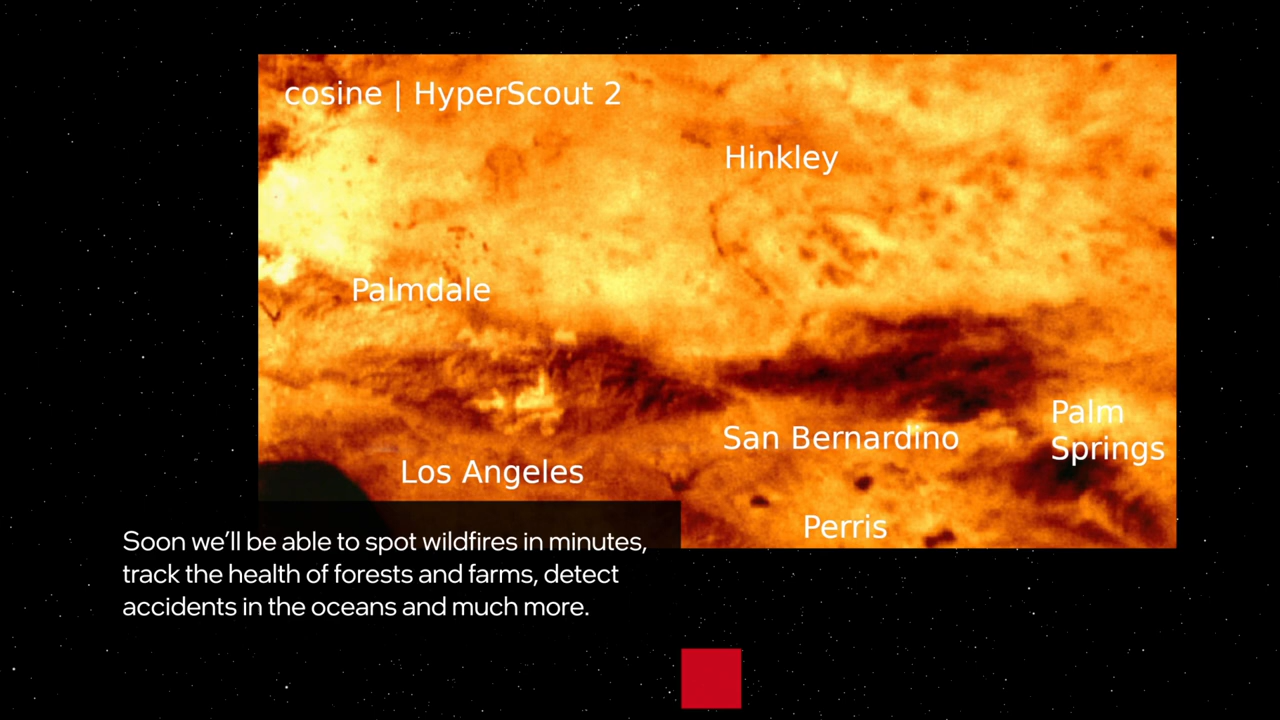 cosine | HyperScout 2
Hinkley
Palmdale
Palm
Springs
San Bernardino
Los Angeles
Perris
Soon we’ll be able to spot wildfires in minutes,
track the health of forests and farms, detect
accidents in the oceans and much more.